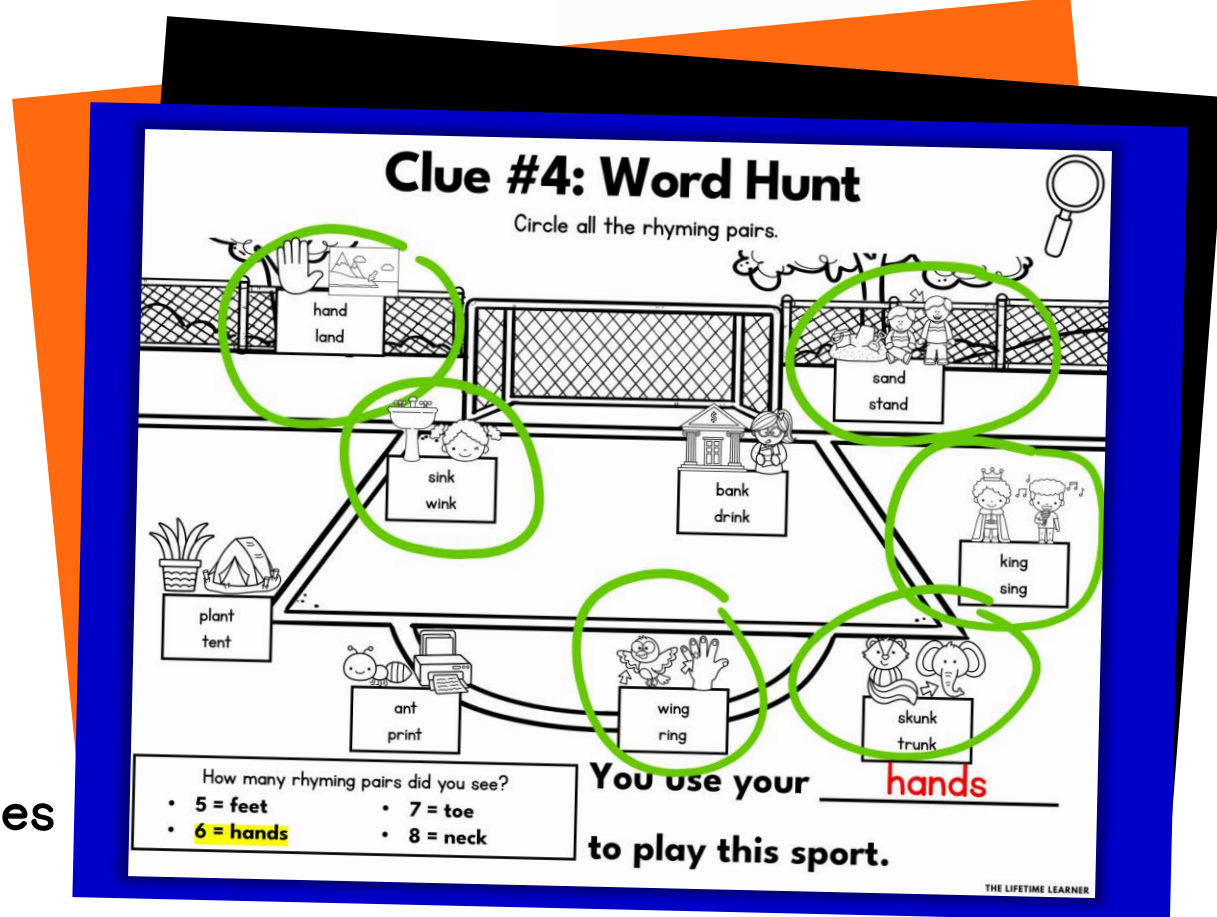 Clue #4: Word Hunt
Circle all the rhyming pairs.
hand
land
sand
stand
sink
wink
$
bank
drink
king
sing
plant
tent
ant
print
wing
ring
skunk
trunk
How many rhyming pairs did you see?
• 5 = feet
• 6 = hands
• 7 = toe
• 8 = neck
You use your hands
to play this sport.
THE LIFETIME LEARNER
es